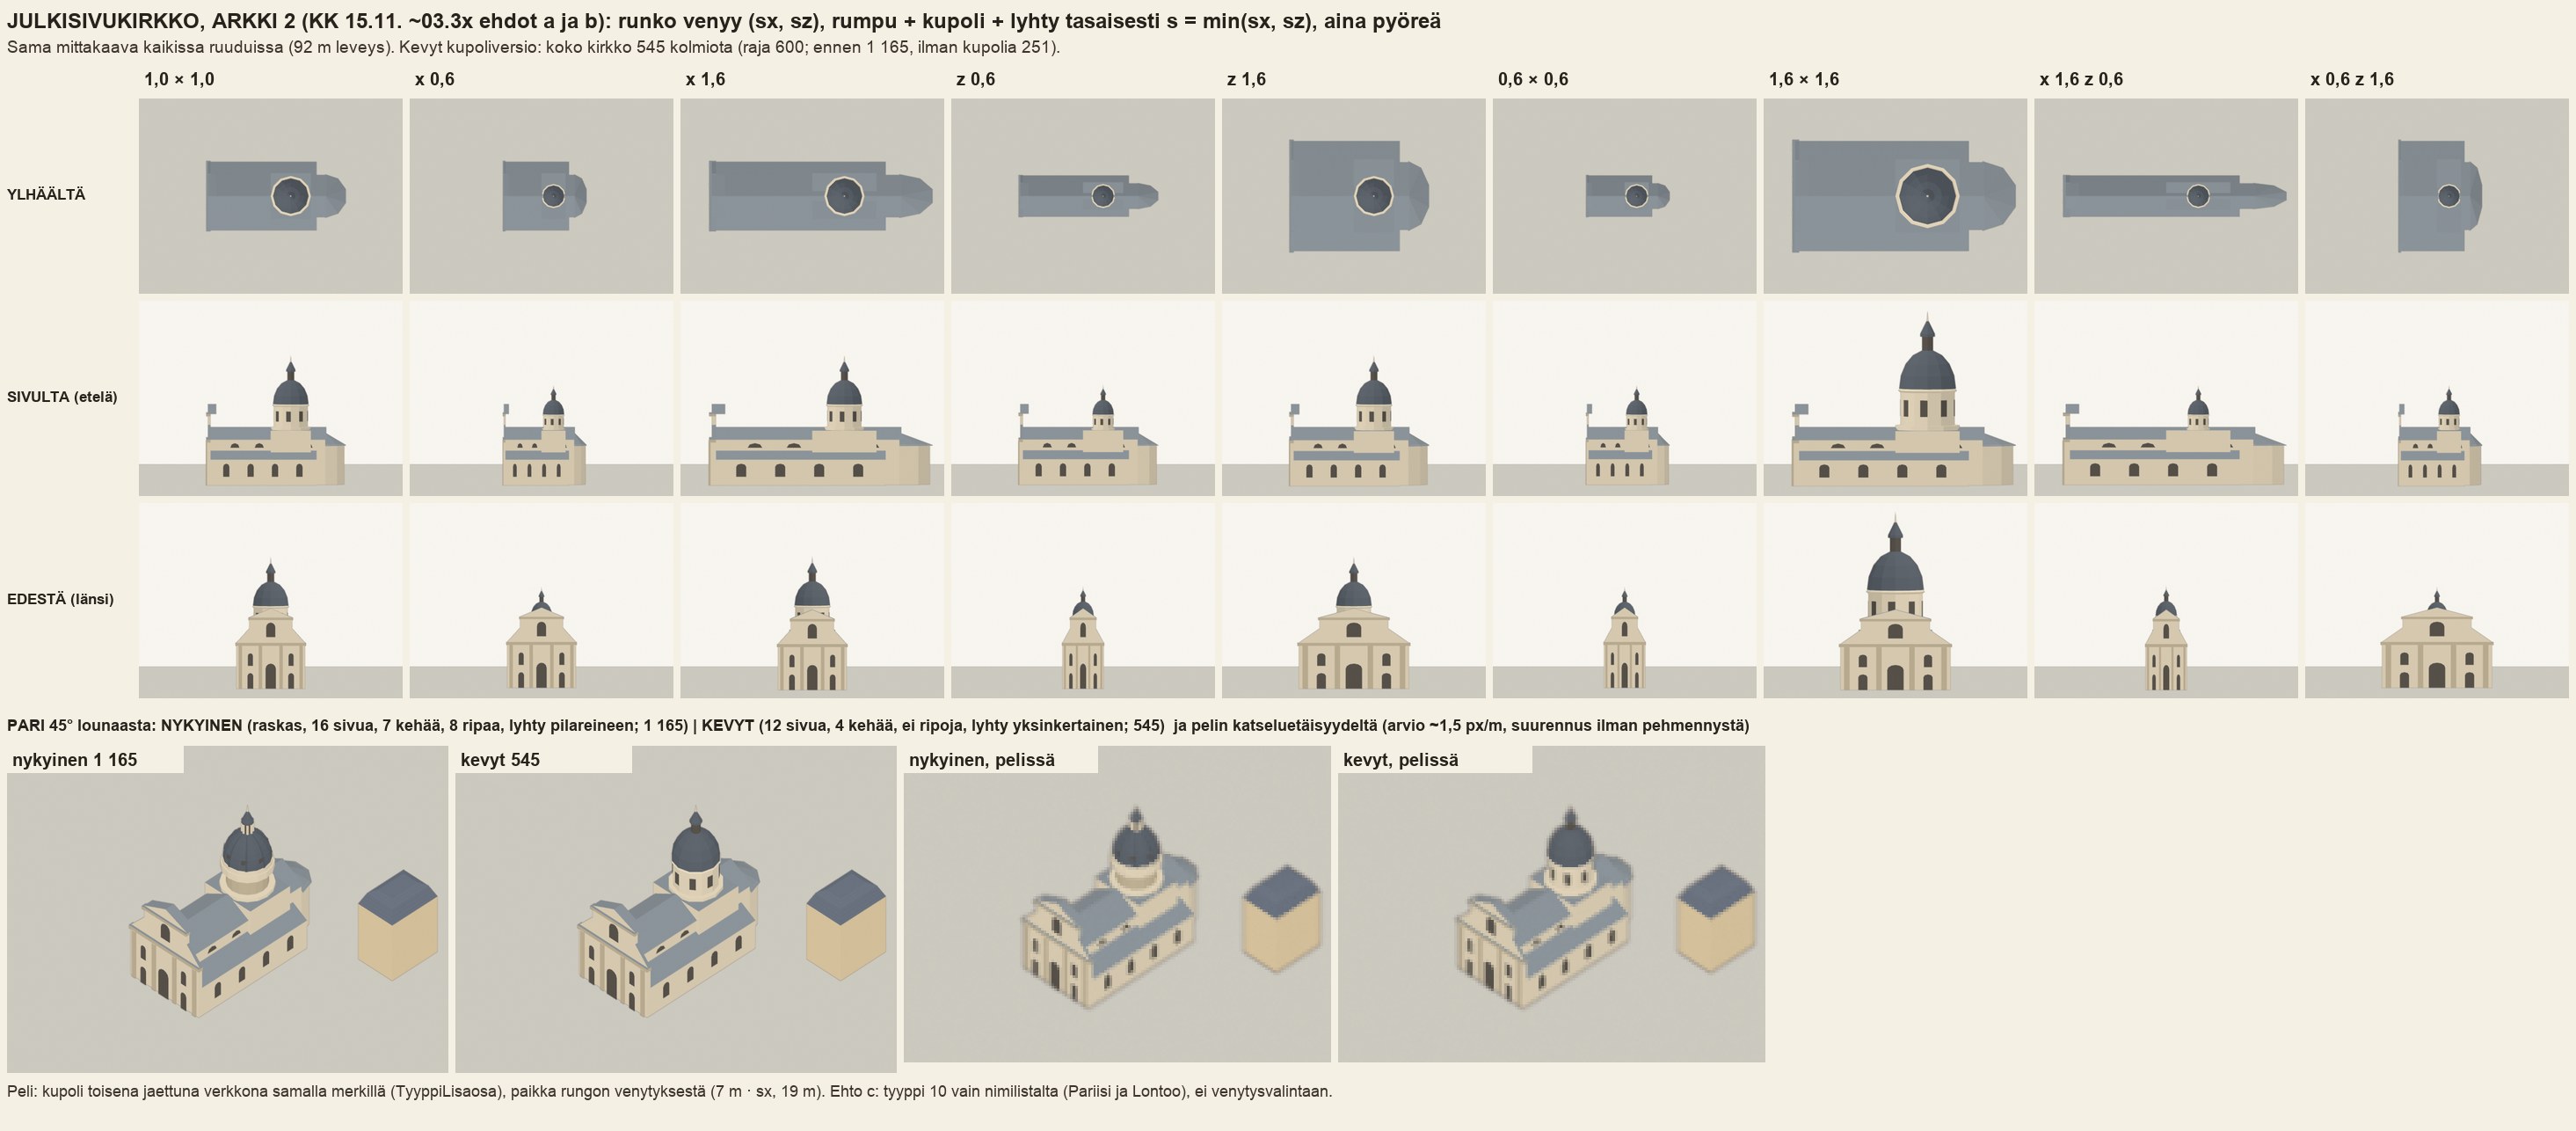 JULKISIVUKIRKKO, ARKKI 2 (KK 15.11. ~03.3x ehdot a ja b): runko venyy (sx, sz), rumpu + kupoli + lyhty tasaisesti s = min(sx, sz), aina pyöreä
Sama mittakaava kaikissa ruuduissa (92 m leveys). Kevyt kupoliversio: koko kirkko 545 kolmiota (raja 600; ennen 1 165, ilman kupolia 251).
1,0 × 1,0
x 0,6
x 1,6
z 0,6
z 1,6
0,6 × 0,6
1,6 × 1,6
x 1,6 z 0,6
x 0,6 z 1,6
YLHÄÄLTÄ
SIVULTA (etelä)
EDESTÄ (länsi)
PARI 45° lounaasta: NYKYINEN (raskas, 16 sivua, 7 kehää, 8 ripaa, lyhty pilareineen; 1 165) | KEVYT (12 sivua, 4 kehää, ei ripoja, lyhty yksinkertainen; 545) ja pelin katseluetäisyydeltä (arvio ~1,5 px/m, suurennus ilman pehmennystä)
nykyinen 1 165
kevyt 545
nykyinen, pelissä
kevyt, pelissä
Peli: kupoli toisena jaettuna verkkona samalla merkillä (TyyppiLisaosa), paikka rungon venytyksestä (7 m · sx, 19 m). Ehto c: tyyppi 10 vain nimilistalta (Pariisi ja Lontoo), ei venytysvalintaan.